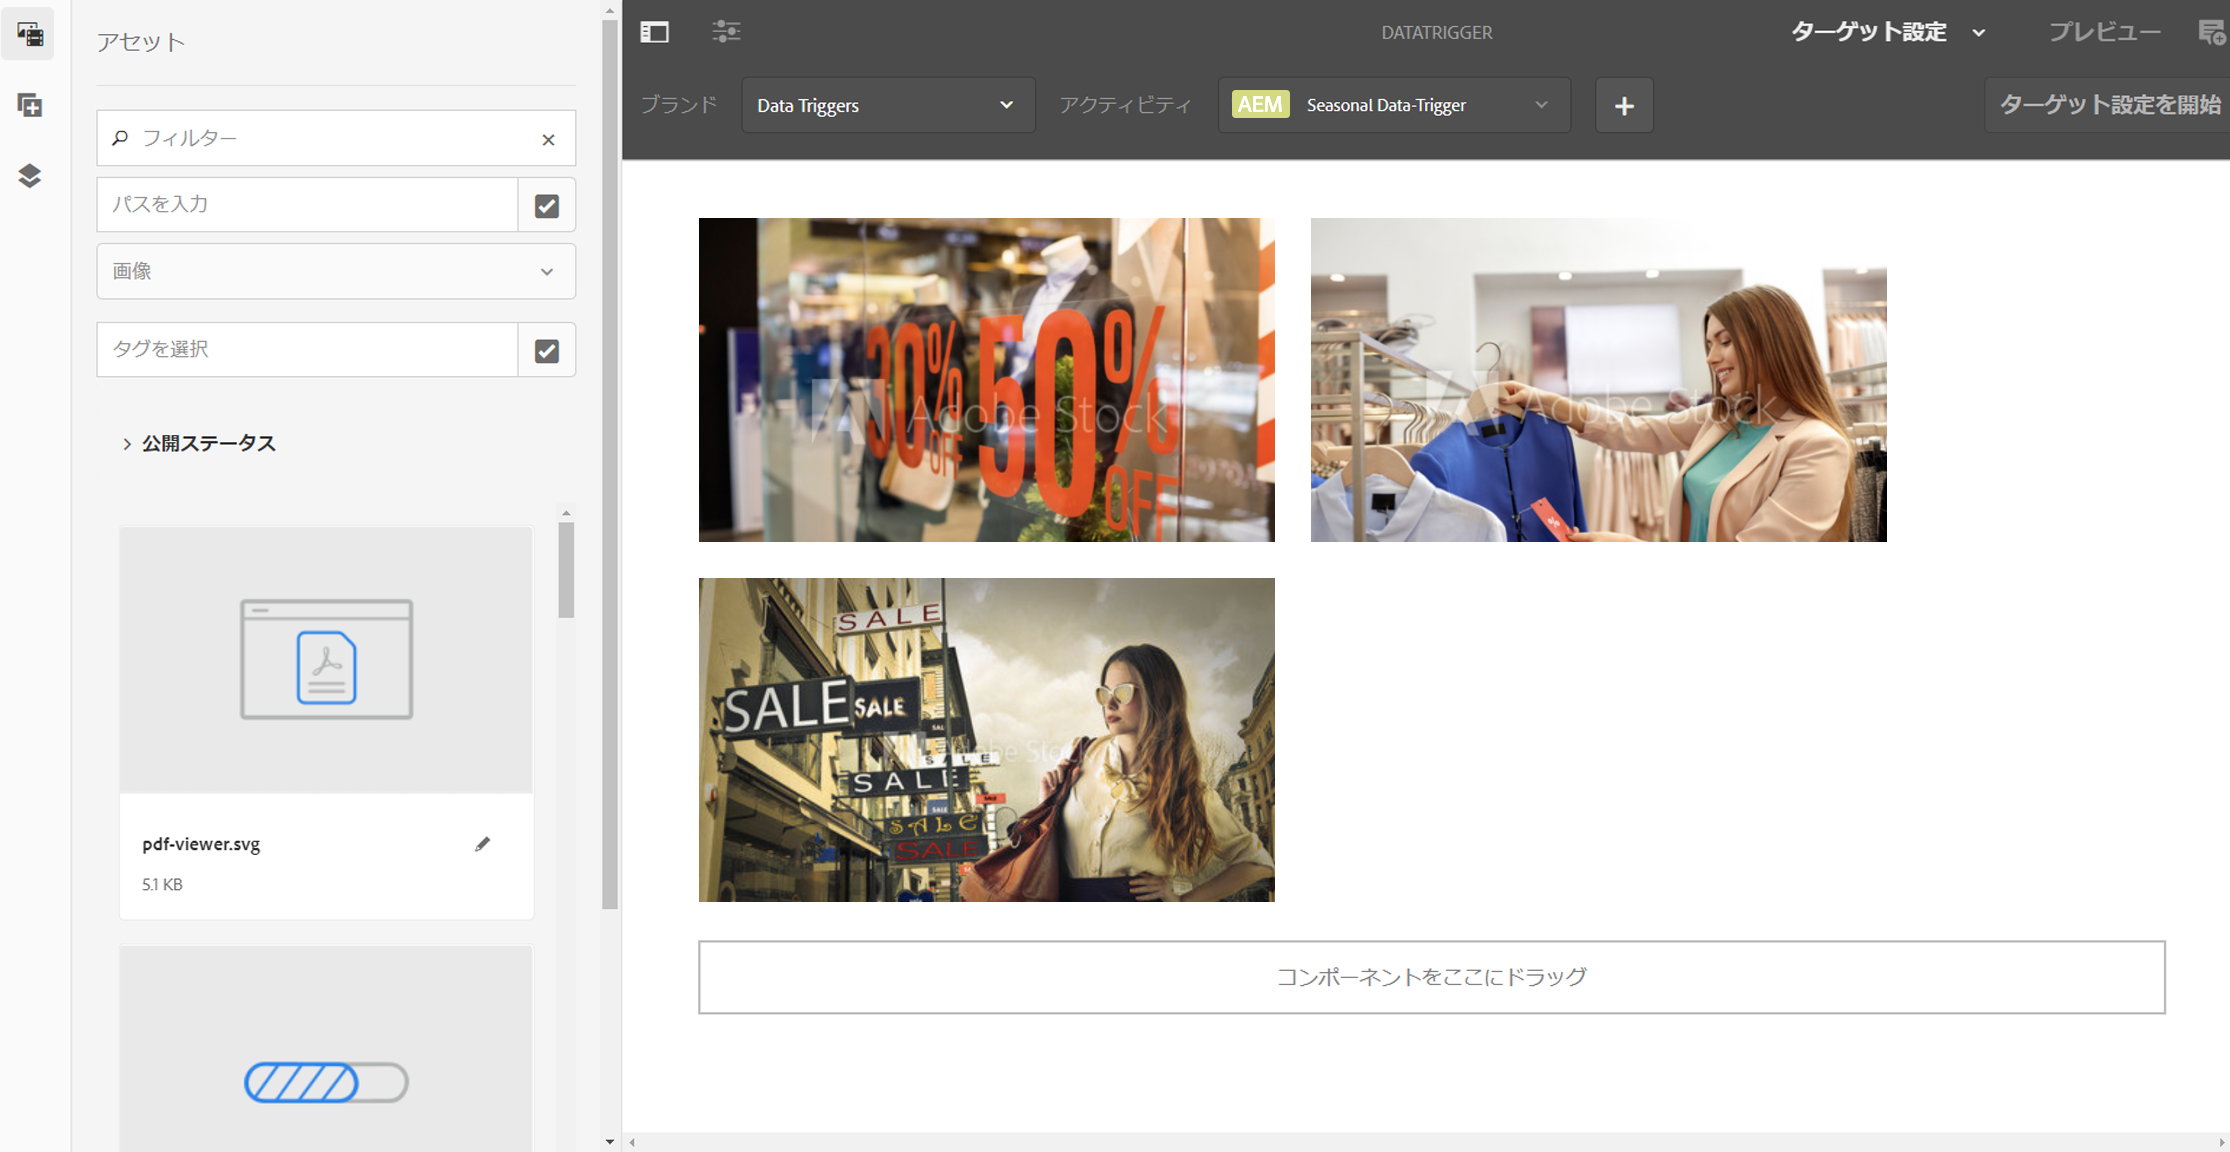 アセット
フィルター
パスを入力
画像
タグを選択
公開ステータス
pdf-viewer.svg
5.1 KB
DATATRIGGER
ターゲット設定
プレビュー
ブランド
Data Triggers
アクティビティ
AEM
Seasonal Data-Trigger
ターゲット設定を開始
30% OFF
50% OFF
Adobe Stock
Adobe Stock
SALE
SALE
SALE
SAL
Adobe Stock
SALE
SALE
SALE
SALE
SALE
SALE
コンポーネントをここにドラッグ